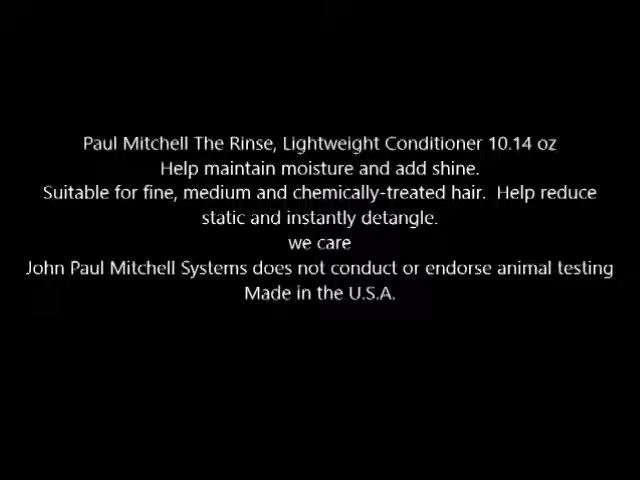 Paul Mitchell The Rinse, Lightweight Conditioner 10.14 oz
Help maintain moisture and add shine.
Suitable for fine, medium and chemically-treated hair.  Help reduce
static and instantly detangle.
we care
John Paul Mitchell Systems does not conduct or endorse animal testing
Made in the U.S.A.